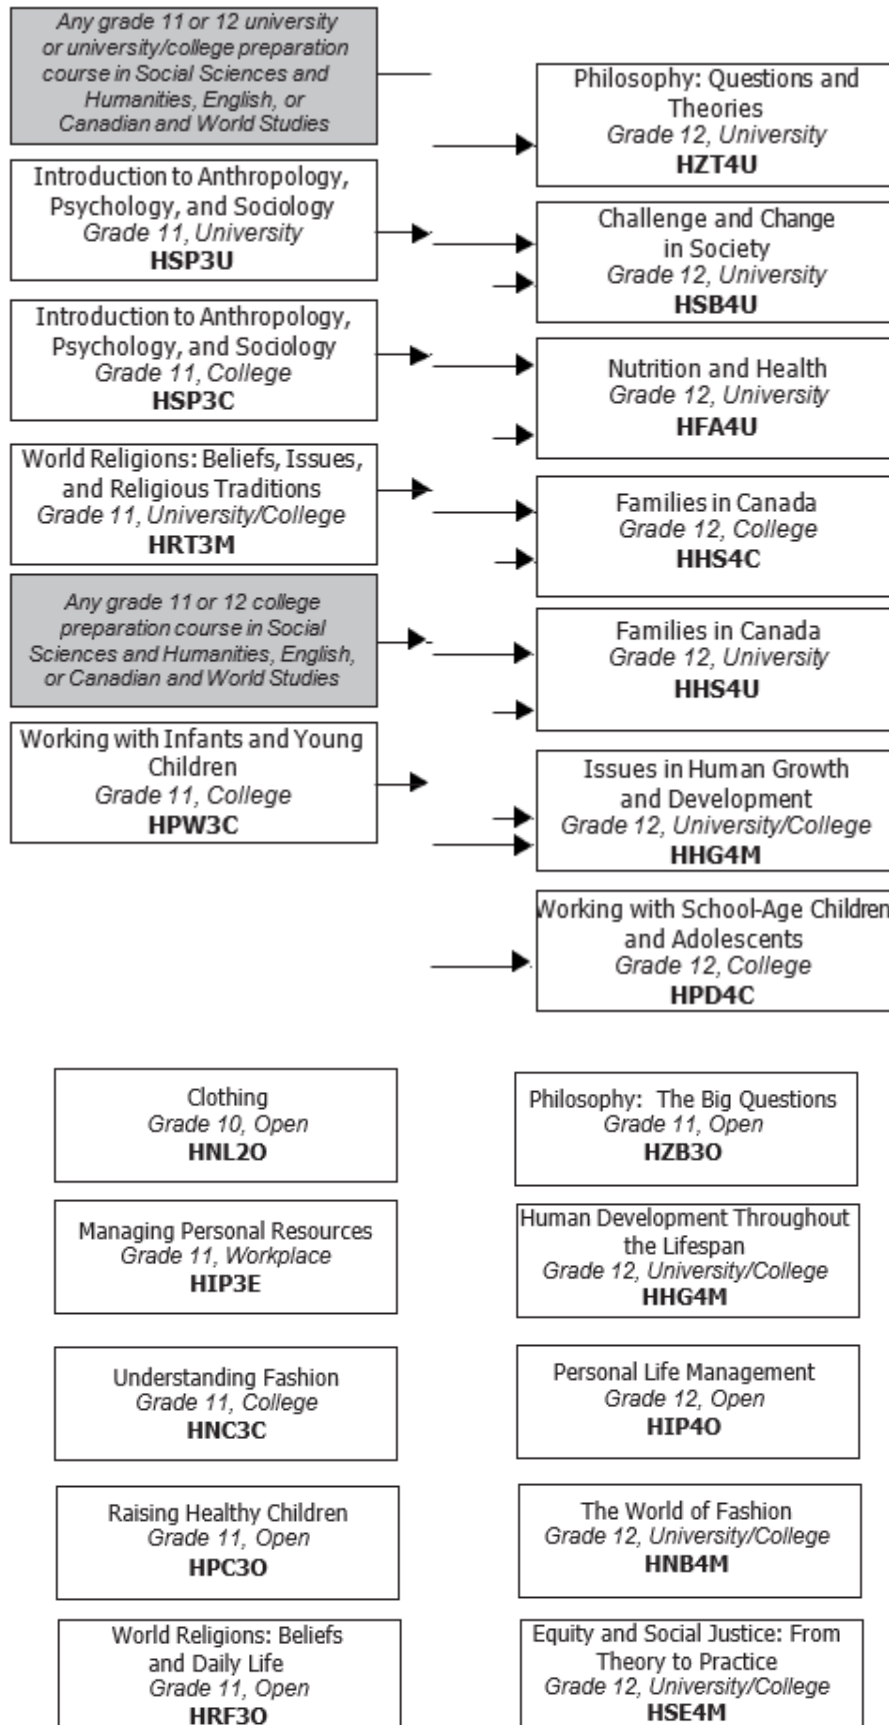 Any grade 11 or 12 university
or university/college preparation
course in Social Sciences and
Humanities, English, or
Canadian and World Studies
Introduction to Anthropology,
Psychology, and Sociology
Grade 11, University
HSP3U
Introduction to Anthropology,
Psychology, and Sociology
Grade 11, College
HSP3C
World Religions: Beliefs, Issues,
and Religious Traditions
Grade 11, University/College
HRT3M
Any grade 11 or 12 college
preparation course in Social
Sciences and Humanities, English,
or Canadian and World Studies
Working with Infants and Young
Children
Grade 11, College
HPW3C
Philosophy: Questions and
Theories
Grade 12, University
HZT4U
Challenge and Change
in Society
Grade 12, University
HSB4U
Nutrition and Health
Grade 12, University
HFA4U
Families in Canada
Grade 12, College
HHS4C
Families in Canada
Grade 12, University
HHS4U
Issues in Human Growth
and Development
Grade 12, University/College
HHG4M
Working with School-Age Children
and Adolescents
Grade 12, College
HPD4C
Clothing
Grade 10, Open
HNL2O
Managing Personal Resources
Grade 11, Workplace
HIP3E
Understanding Fashion
Grade 11, College
HNC3C
Raising Healthy Children
Grade 11, Open
HPC3O
World Religions: Beliefs
and Daily Life
Grade 11, Open
HRF3O
Philosophy: The Big Questions
Grade 11, Open
HZB3O
Human Development Throughout
the Lifespan
Grade 12, University/College
HHG4M
Personal Life Management
Grade 12, Open
HIP4O
The World of Fashion
Grade 12, University/College
HNB4M
Equity and Social Justice: From
Theory to Practice
Grade 12, University/College
HSE4M